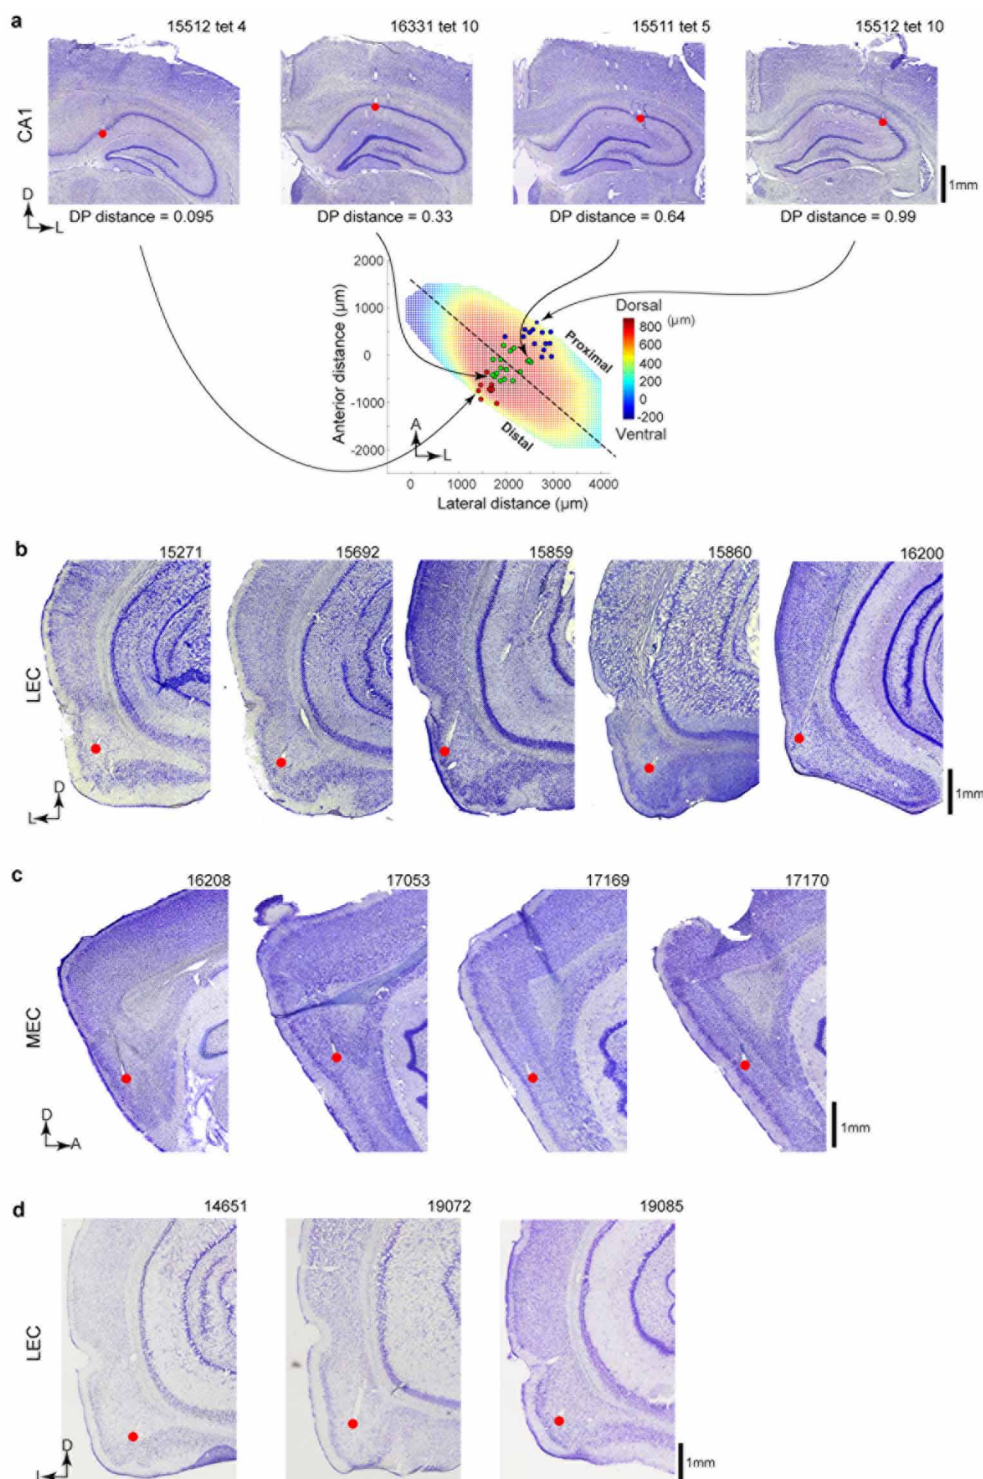 a
15512 tet 4
16331 tet 10
15511 tet 5
15512 tet 10
CA1
D
L
1mm
DP distance = 0.095
DP distance = 0.33
DP distance = 0.64
DP distance = 0.99
2000
1000
0
-1000
-2000
Anterior distance (µm)
A
L
Proximal
Distal
Dorsal
(µm)
800
600
400
200
0
-200
Ventral
0 1000 2000 3000 4000
Lateral distance (µm)
b
15271
15692
15859
15860
16200
LEC
D
L
1mm
c
16208
17053
17169
17170
MEC
D
A
1mm
d
14651
19072
19085
LEC
D
1mm